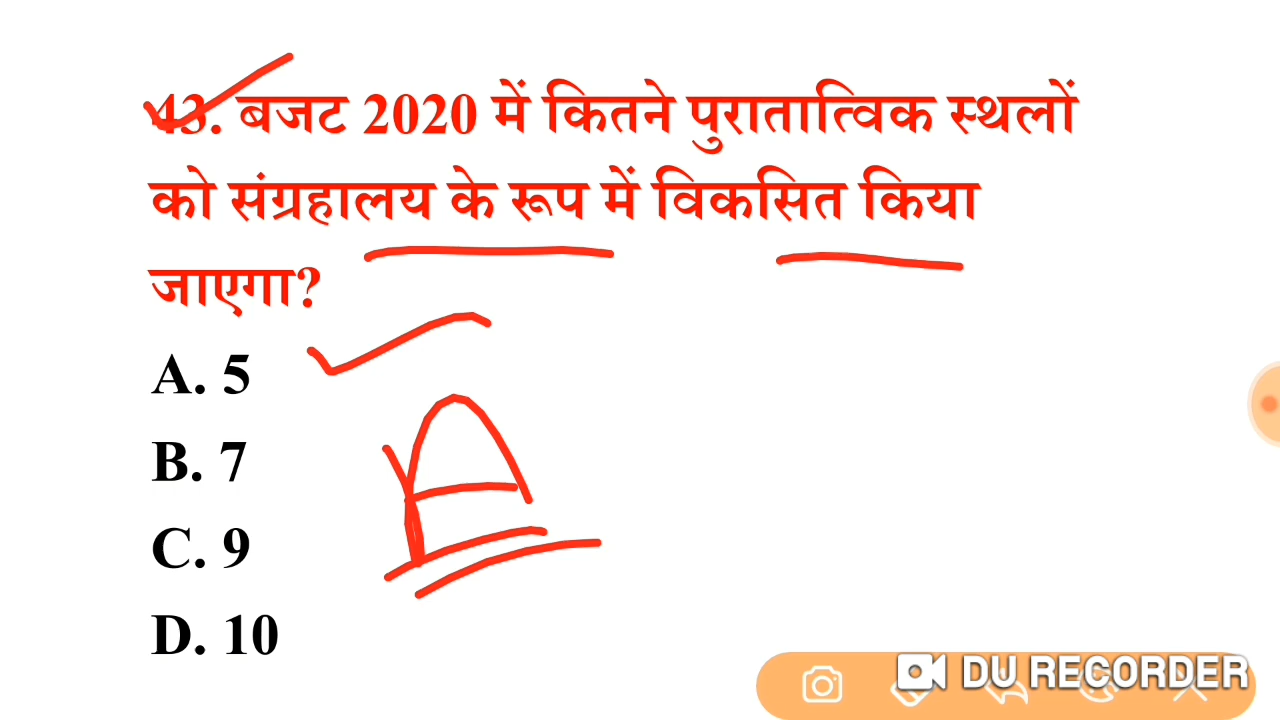 43. बजट 2020 में कितने पुरातात्विक स्थलों
को संग्रहालय के रूप में विकसित किया
जाएगा?
A. 5
B. 7
C. 9
D. 10
A
DU RECORDER